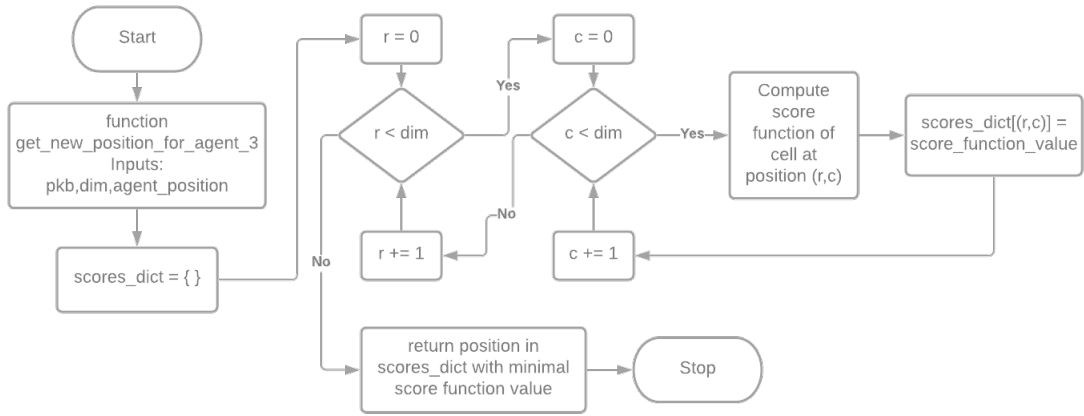 Start
function
get_new_position_for_agent_3
Inputs:
pkb,dim,agent_position
scores_dict = { }
r = 0
r < dim
Yes
No
r += 1
c = 0
c < dim
Yes
No
c += 1
Compute
score
function of
cell at
position (r,c)
scores_dict[(r,c)] =
score_function_value
return position in
scores_dict with minimal
score function value
Stop